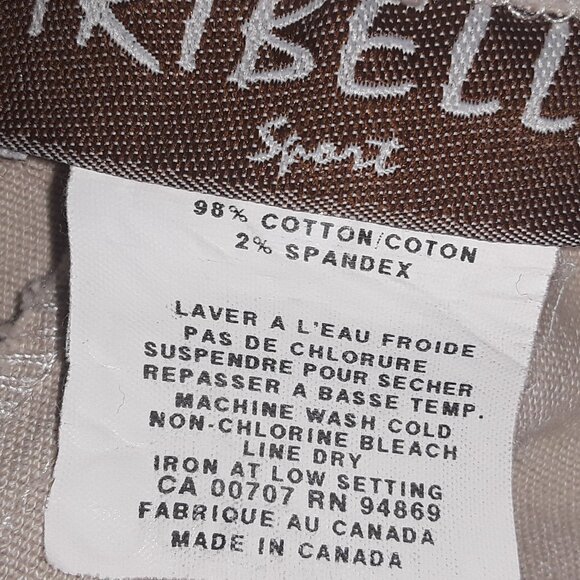 TRIBELL
Sport
98% COTTON/COTON
2% SPANDEX
LAVER A L'EAU FROIDE
PAS DE CHLORURE
SUSPENDRE POUR SECHER
REPASSER A BASSE TEMP.
MACHINE WASH COLD
NON-CHLORINE BLEACH
LINE DRY
IRON AT LOW SETTING
CA 00707 RN 94869
FABRIQUE AU CANADA
MADE IN CANADA